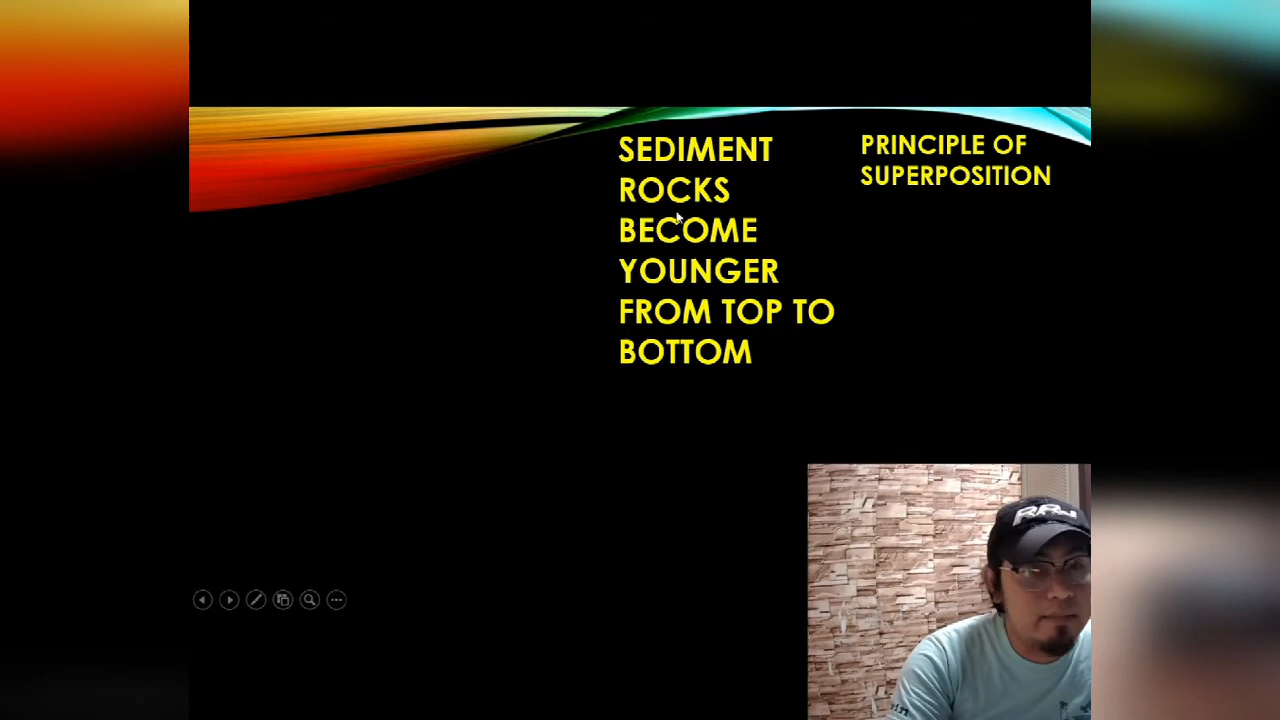 SEDIMENT
ROCKS
BECOME
YOUNGER
FROM TOP TO
BOTTOM
PRINCIPLE OF
SUPERPOSITION